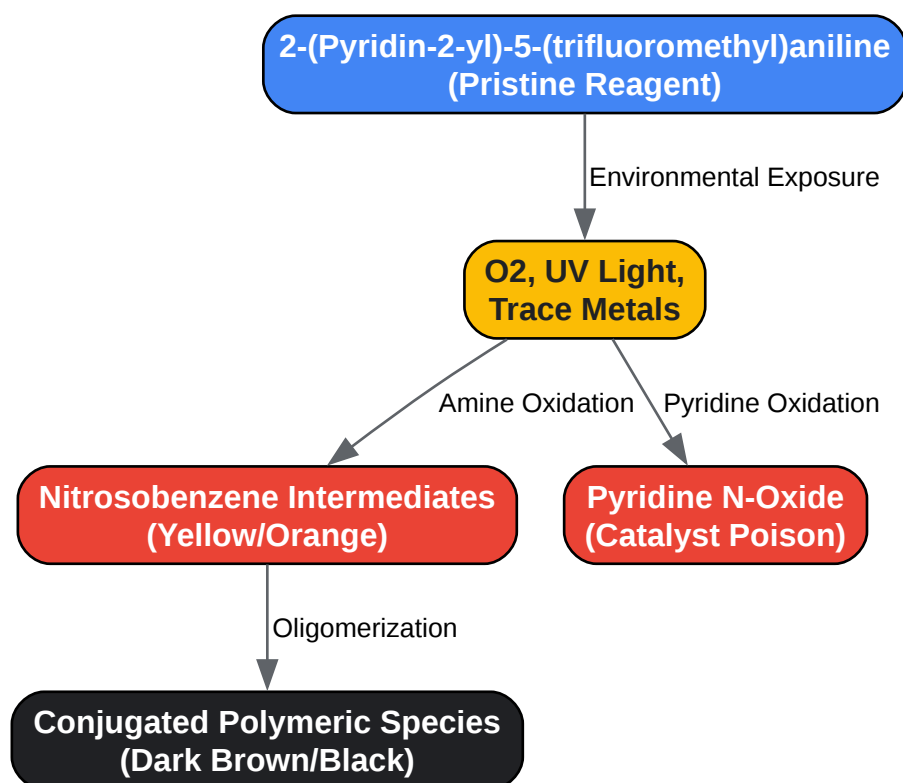 2-(Pyridin-2-yl)-5-(trifluoromethyl)aniline
(Pristine Reagent)
Environmental Exposure
O2, UV Light,
Trace Metals
Amine Oxidation
Pyridine Oxidation
Nitrosobenzene Intermediates
(Yellow/Orange)
Pyridine N-Oxide
(Catalyst Poison)
Oligomerization
Conjugated Polymeric Species
(Dark Brown/Black)